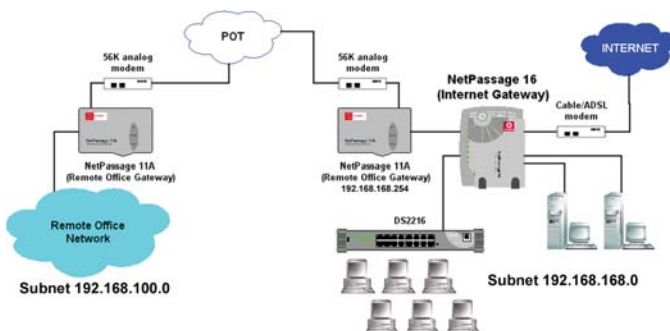 POT
56K analog
modem
56K analog
modem
INTERNET
NetPassage 16
(Internet Gateway)
Cable/ADSL
modem
NetPassage 11A
(Remote Office Gateway)
NetPassage 11A
(Remote Office Gateway)
192.168.168.254
Remote Office
Network
DS2216
Subnet 192.168.100.0
Subnet 192.168.168.0